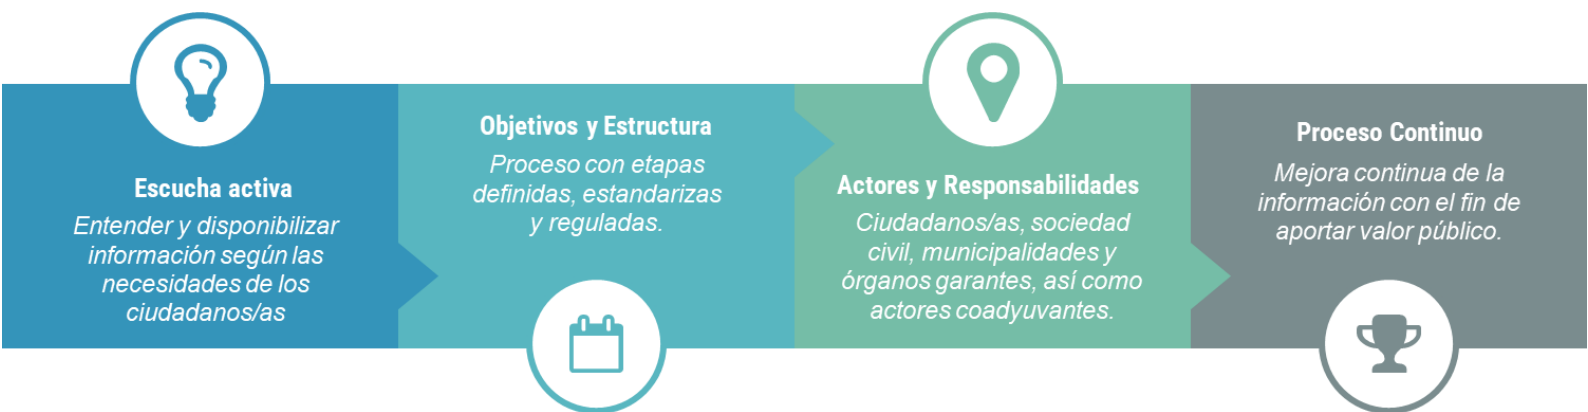 Escucha activa
Entender y disponibilizar
información según las
necesidades de los
ciudadanos/as
Objetivos y Estructura
Proceso con etapas
definidas, estandarizas
y reguladas.
Actores y Responsabilidades
Ciudadanos/as, sociedad
civil, municipalidades y
órganos garantes, así como
actores coadyuvantes.
Proceso Continuo
Mejora continua de la
información con el fin de
aportar valor público.